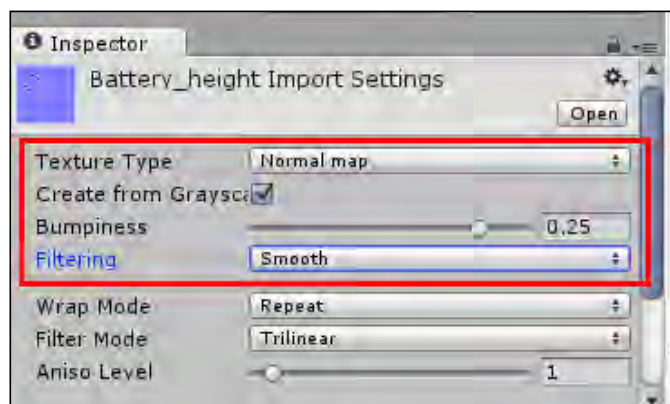 Inspector
Battery_height Import Settings
Open
Texture Type Normal map
Create from Graysca
Bumpiness 0.25
Filtering Smooth
Wrap Mode Repeat
Filter Mode Trilinear
Aniso Level 1